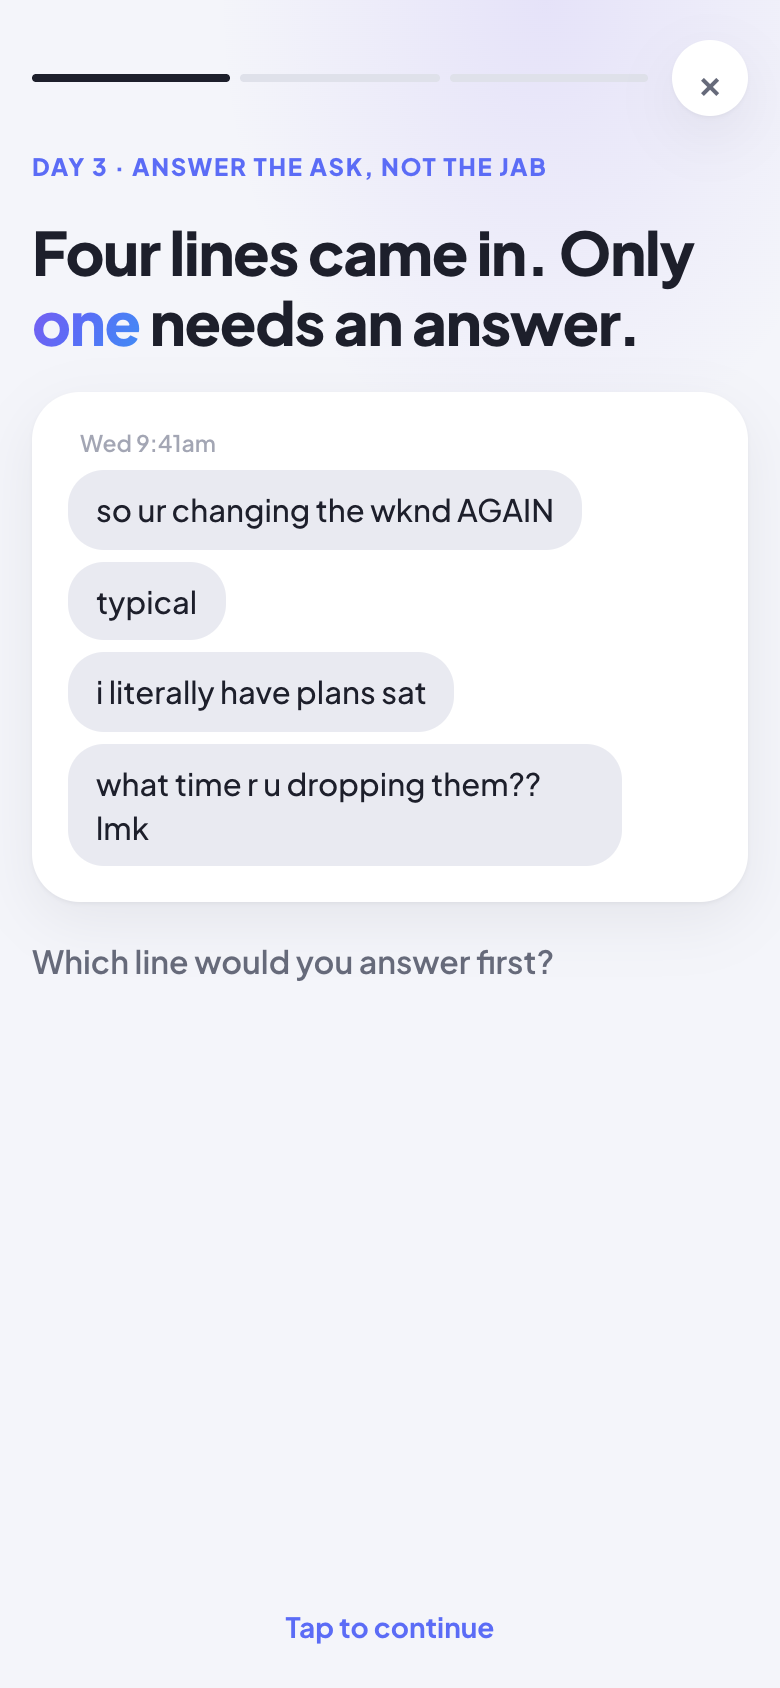 DAY 3 · ANSWER THE ASK, NOT THE JAB
Four lines came in. Only
one needs an answer.
Wed 9:41am
so ur changing the wknd AGAIN
typical
i literally have plans sat
what time r u dropping them??
lmk
Which line would you answer first?
Tap to continue